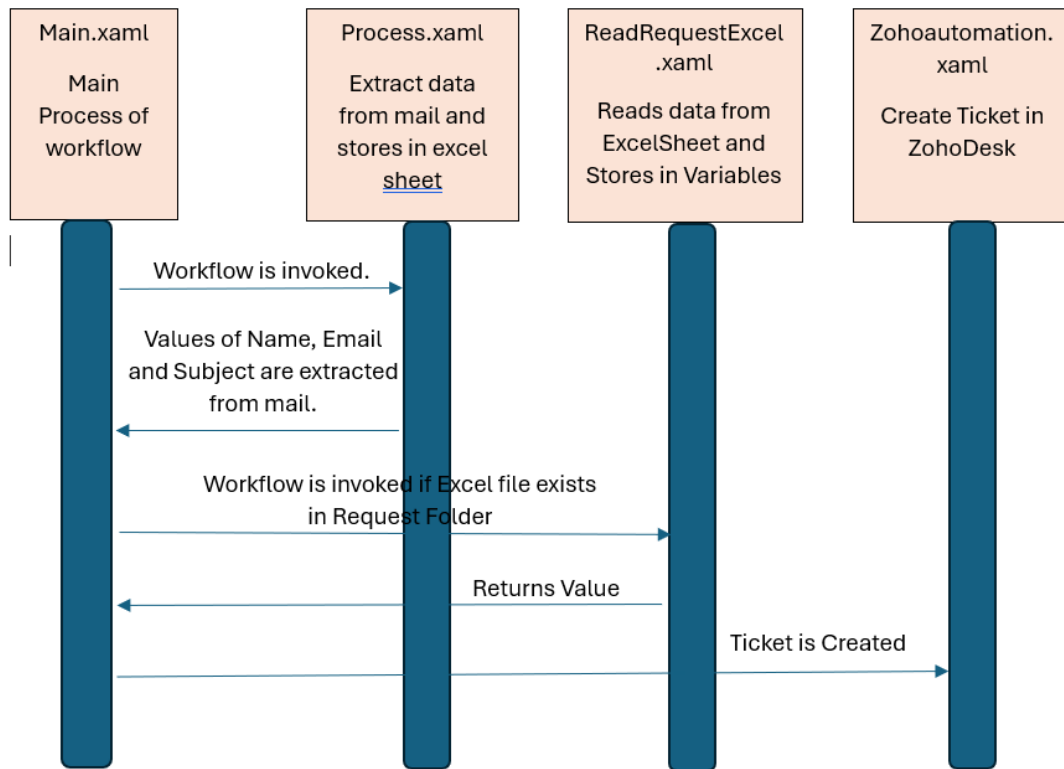 Main.xaml
Main
Process of
workflow
Process.xaml
Extract data
from mail and
stores in excel
sheet
ReadRequestExcel
.xaml
Reads data from
ExcelSheet and
Stores in Variables
Zohoautomation.
xaml
Create Ticket in
ZohoDesk
Workflow is invoked.
Values of Name, Email
and Subject are extracted
from mail.
Workflow is invoked if Excel file exists
in Request Folder
Returns Value
Ticket is Created